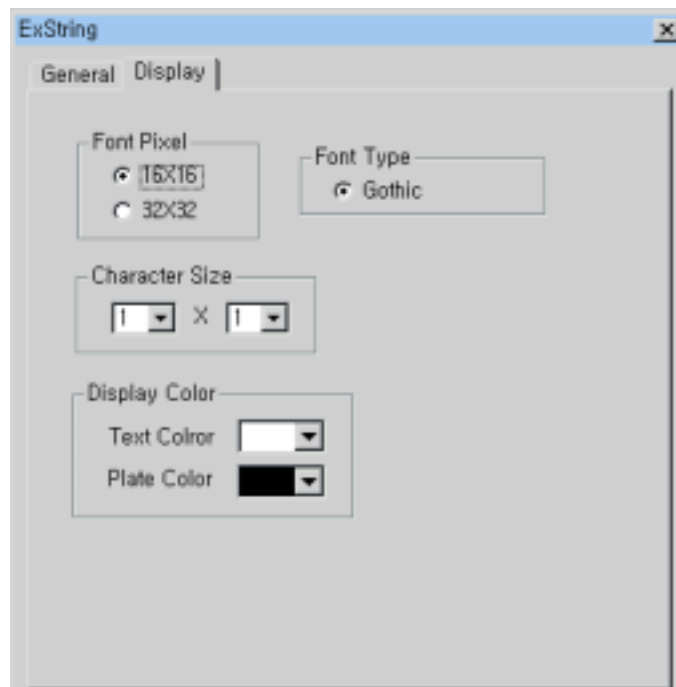 ExString
General Display
Font Pixel
16X16
32X32
Font Type
Gothic
Character Size
1 X 1
Display Color
Text Colror
Plate Color